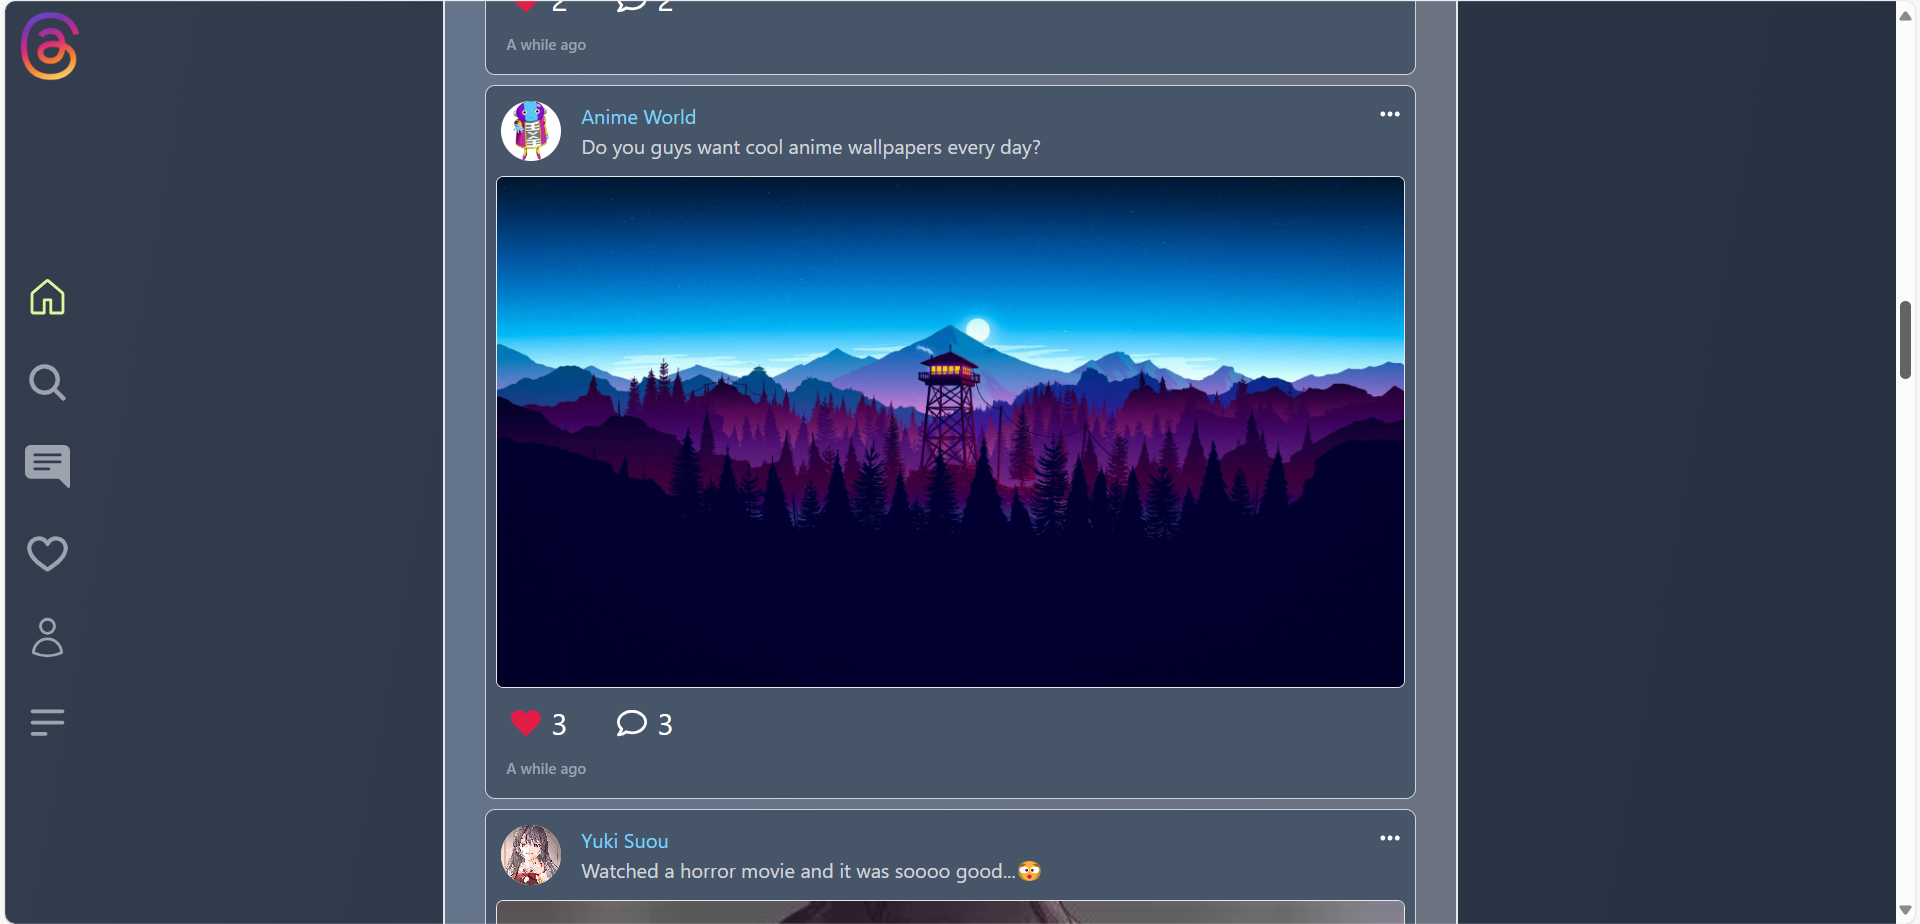 2 2
A while ago
Anime World
Do you guys want cool anime wallpapers every day?
3 3
A while ago
Yuki Suou
Watched a horror movie and it was soooo good...😲